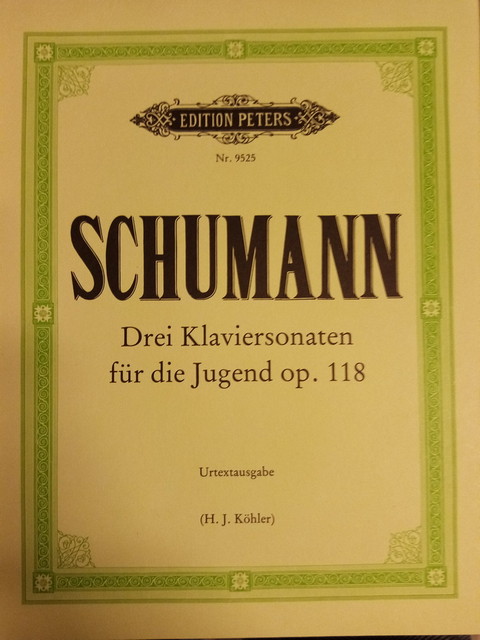 EDITION PETERS
Nr. 9525
SCHUMANN
Drei Klaviersonaten
für die Jugend op. 118
Urtextausgabe
(H. J. Köhler)